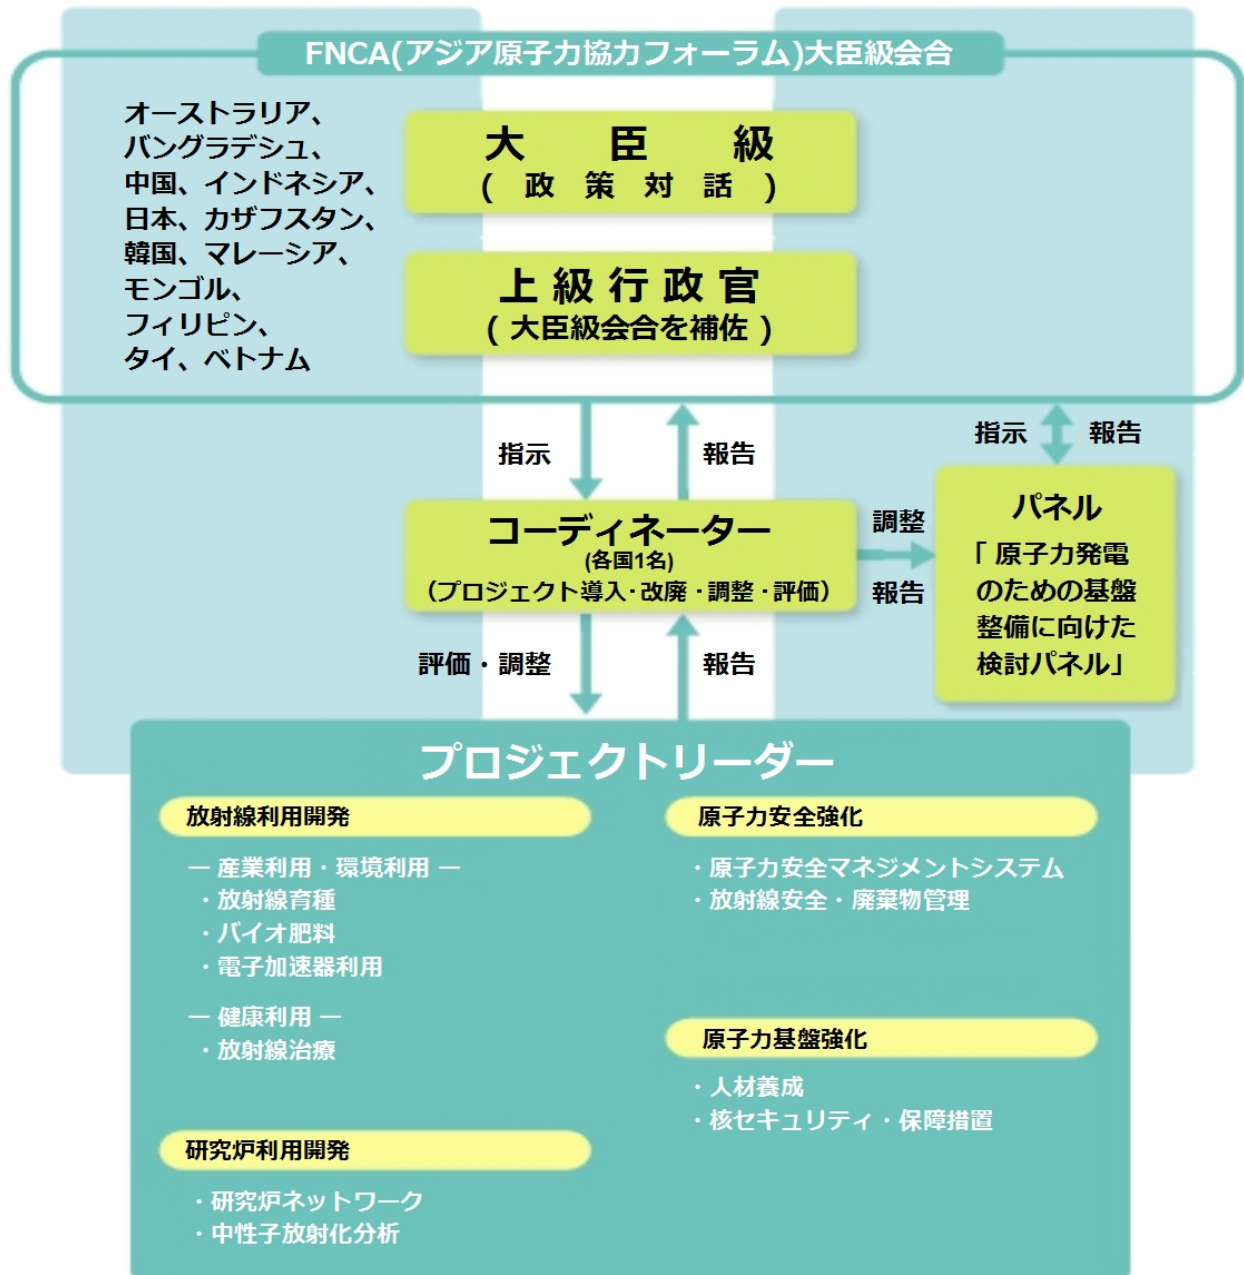 FNCA(アジア原子力協力フォーラム)大臣級会合
オーストラリア、
バングラデシュ、
中国、インドネシア、
日本、カザフスタン、
韓国、マレーシア、
モンゴル、
フィリピン、
タイ、ベトナム
大臣級
(政策対話)
上級行政官
(大臣級会合を補佐)
指示
報告
指示
報告
コーディネーター
(各国1名)
(プロジェクト導入・改廃・調整・評価)
調整
報告
パネル
「原子力発電
のための基盤
整備に向けた
検討パネル」
評価・調整
報告
プロジェクトリーダー
放射線利用開発
― 産業利用・環境利用 ―
・放射線育種
・バイオ肥料
・電子加速器利用
― 健康利用 ―
・放射線治療
研究炉利用開発
・研究炉ネットワーク
・中性子放射化分析
原子力安全強化
・原子力安全マネジメントシステム
・放射線安全・廃棄物管理
原子力基盤強化
・人材養成
・核セキュリティ・保障措置